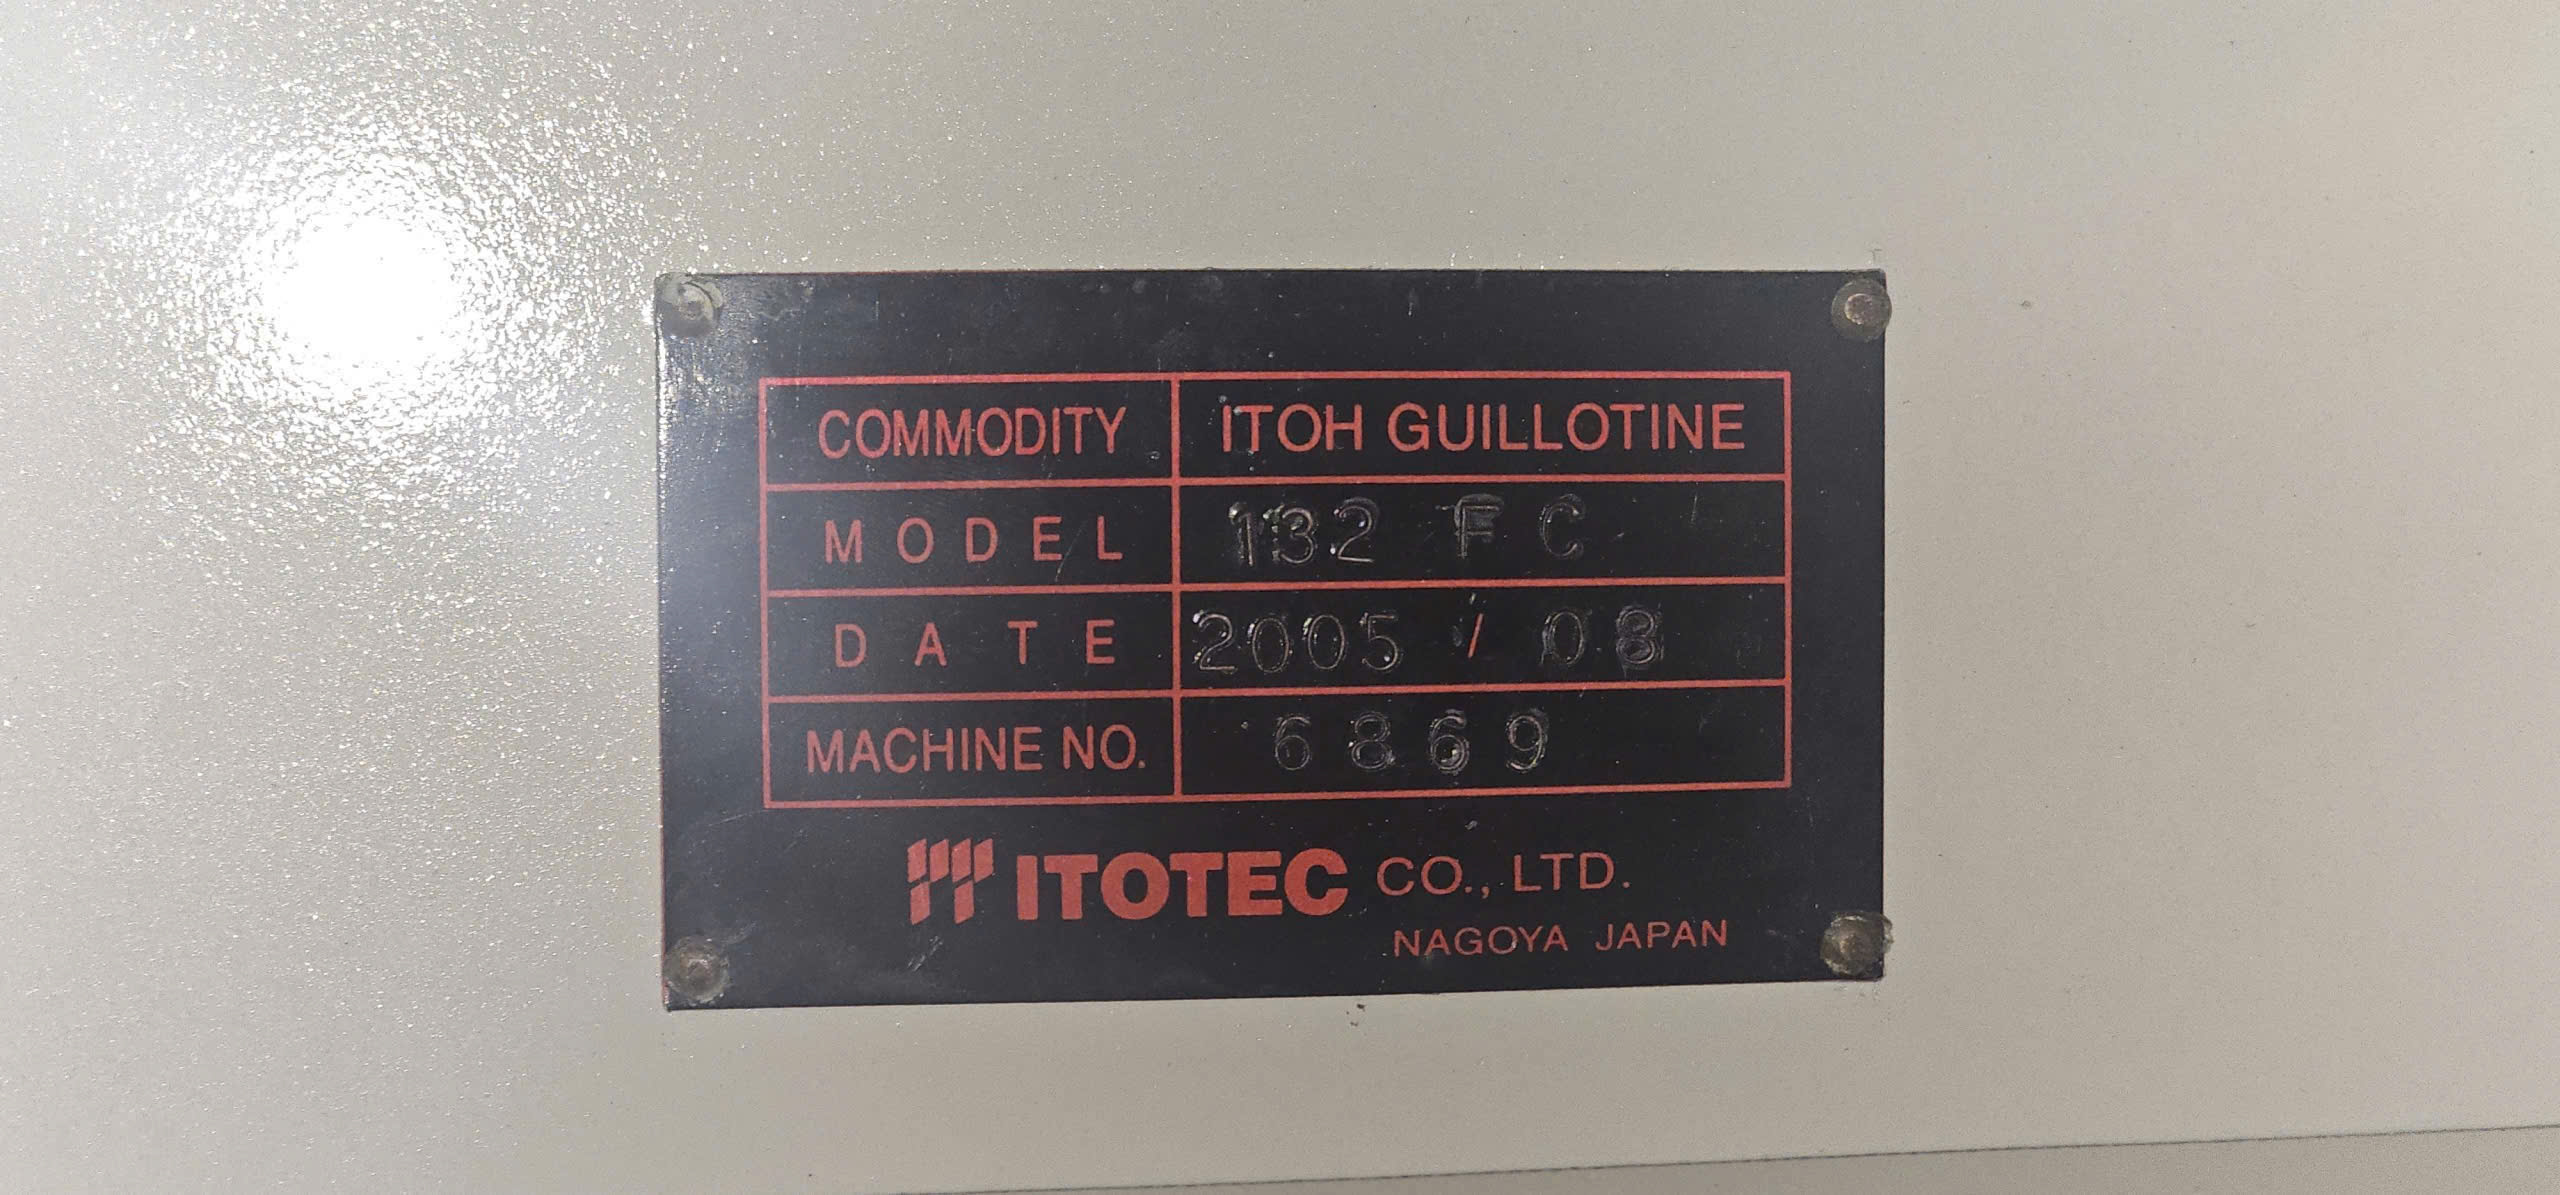 COMMODITY ITOH GUILLOTINE
MODEL 132 FC
DATE 2005 / 08
MACHINE NO. 6869
ITOTEC CO., LTD.
NAGOYA JAPAN